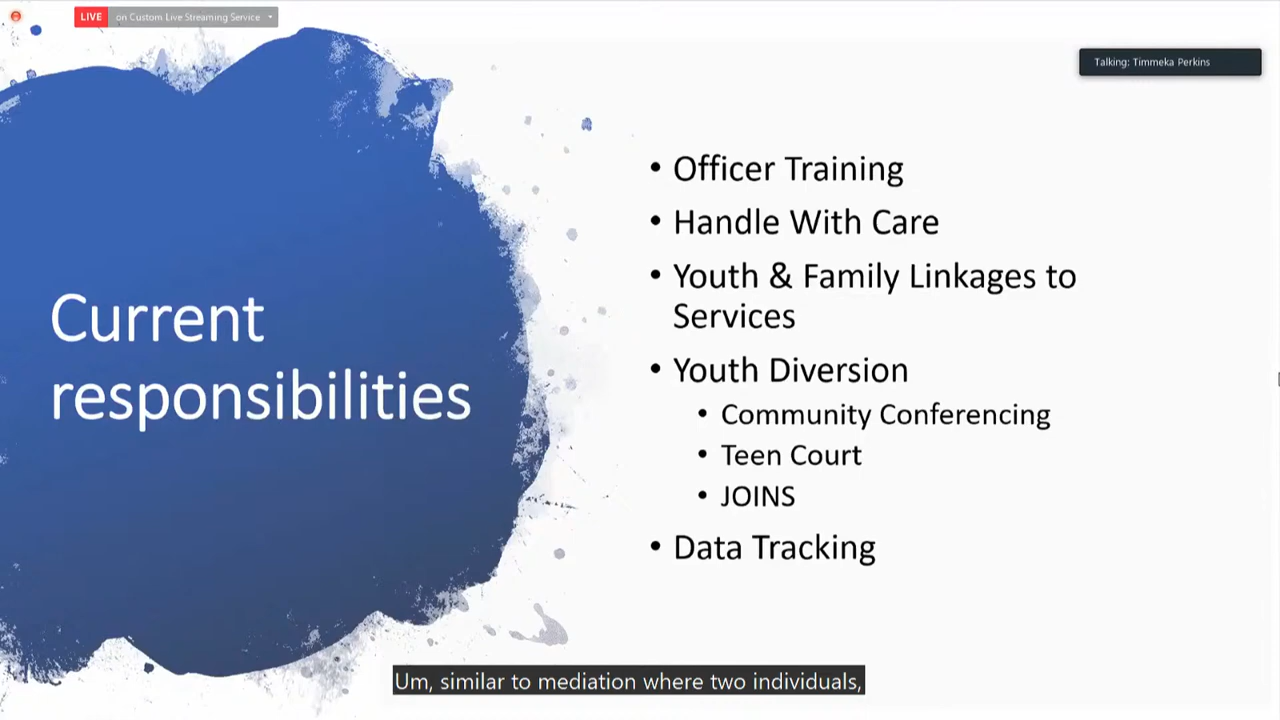 LIVE on Custom Live Streaming Service
Talking: Timmeka Perkins
Current
responsibilities
• Officer Training
• Handle With Care
• Youth & Family Linkages to
Services
• Youth Diversion
• Community Conferencing
• Teen Court
• JOINS
• Data Tracking
Um, similar to mediation where two individuals,